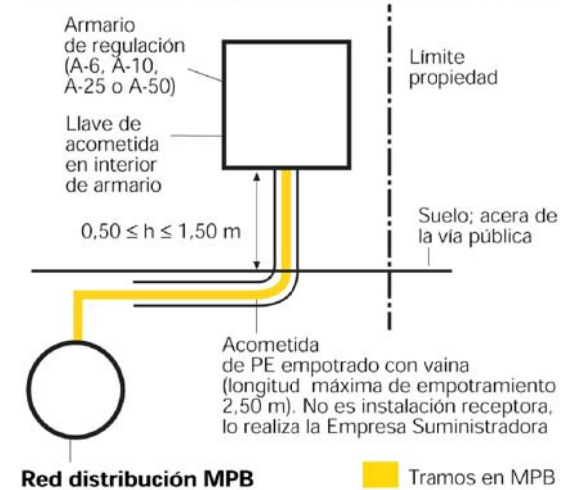 Armario
de regulación
(A-6, A-10,
A-25 o A-50)
Límite
propiedad
Llave de
acometida
en interior
de armario
0,50 ≤ h ≤ 1,50 m
Suelo; acera de
la vía pública
Acometida
de PE empotrado con vaina
(longitud máxima de empotramiento
2,50 m). No es instalación receptora,
lo realiza la Empresa Suministradora
Red distribución MPB
Tramos en MPB